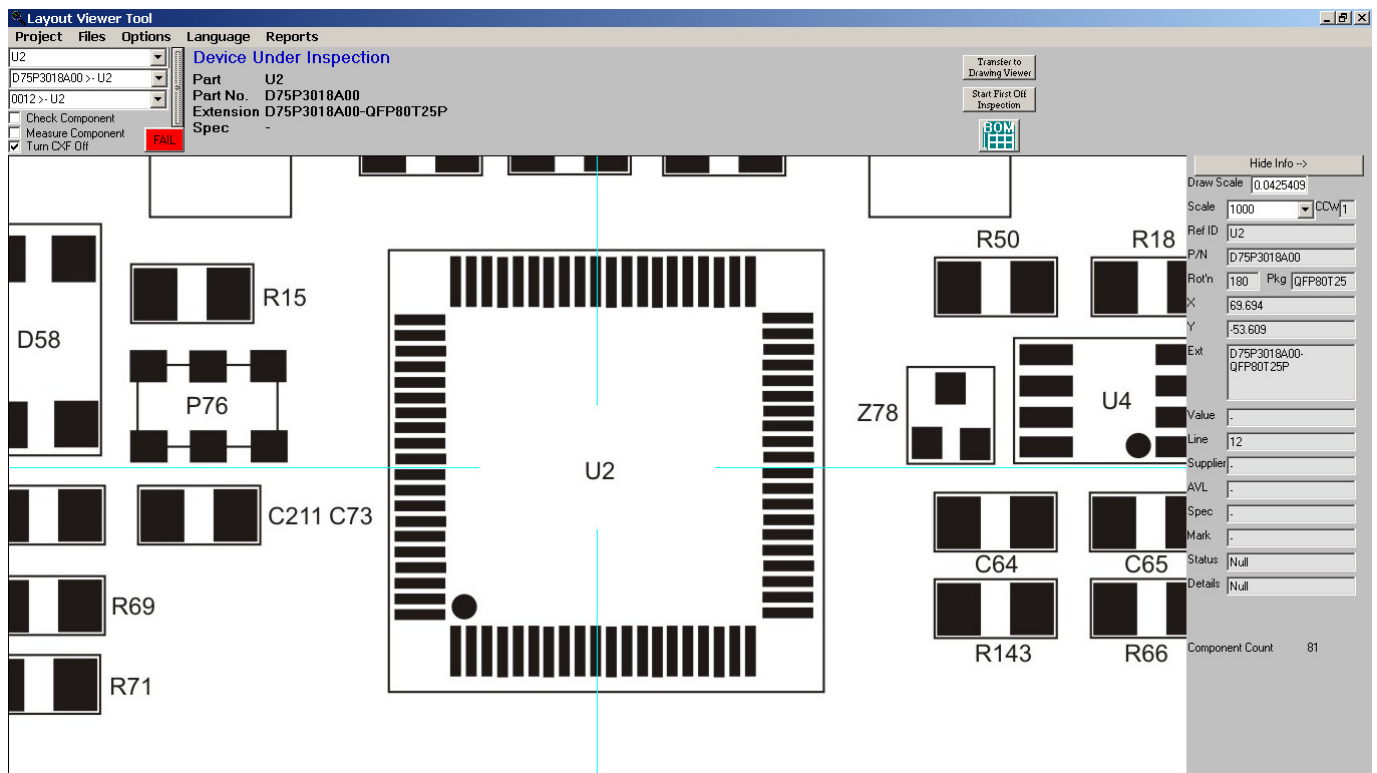 Layout Viewer Tool
Project Files Options Language Reports
U2
D75P3018A00 >- U2
0012 >- U2
Check Component
Measure Component
Turn CXF Off
FAIL
Device Under Inspection
Part U2
Part No. D75P3018A00
Extension D75P3018A00-QFP80T25P
Spec -
Transfer to
Drawing Viewer
Start First Off
Inspection
BOM
R50
R18
R15
D58
P76
Z78
U4
U2
C211 C73
C64
C65
R69
R143
R66
R71
Hide Info -->
Draw Scale 0.0425409
Scale 1000 CCW 1
Ref ID U2
P/N D75P3018A00
Rot'n 180 Pkg QFP80T25
X 69.694
Y -53.609
Ext D75P3018A00-
QFP80T25P
Value -
Line 12
Supplier -
AVL -
Spec -
Mark -
Status Null
Details Null
Component Count 81